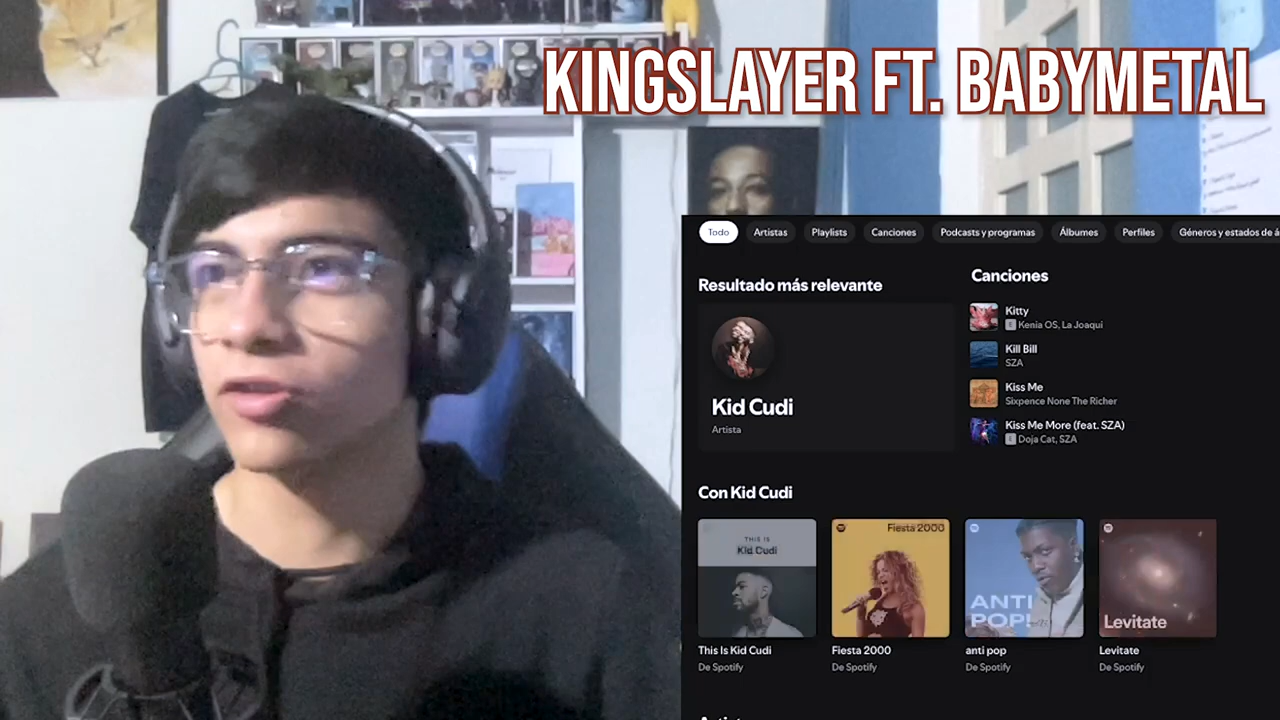 KINGSLAYER FT. BABYMETAL
Todo
Artistas
Playlists
Canciones
Podcasts y programas
Álbumes
Perfiles
Géneros y estados de á
Resultado más relevante
Kid Cudi
Artista
Canciones
Kitty
E Kenia OS, La Joaqui
Kill Bill
SZA
Kiss Me
Sixpence None The Richer
Kiss Me More (feat. SZA)
E Doja Cat, SZA
Con Kid Cudi
THIS IS
Kid Cudi
Fiesta 2000
ANTI
POP!
Levitate
This Is Kid Cudi
De Spotify
Fiesta 2000
De Spotify
anti pop
De Spotify
Levitate
De Spotify